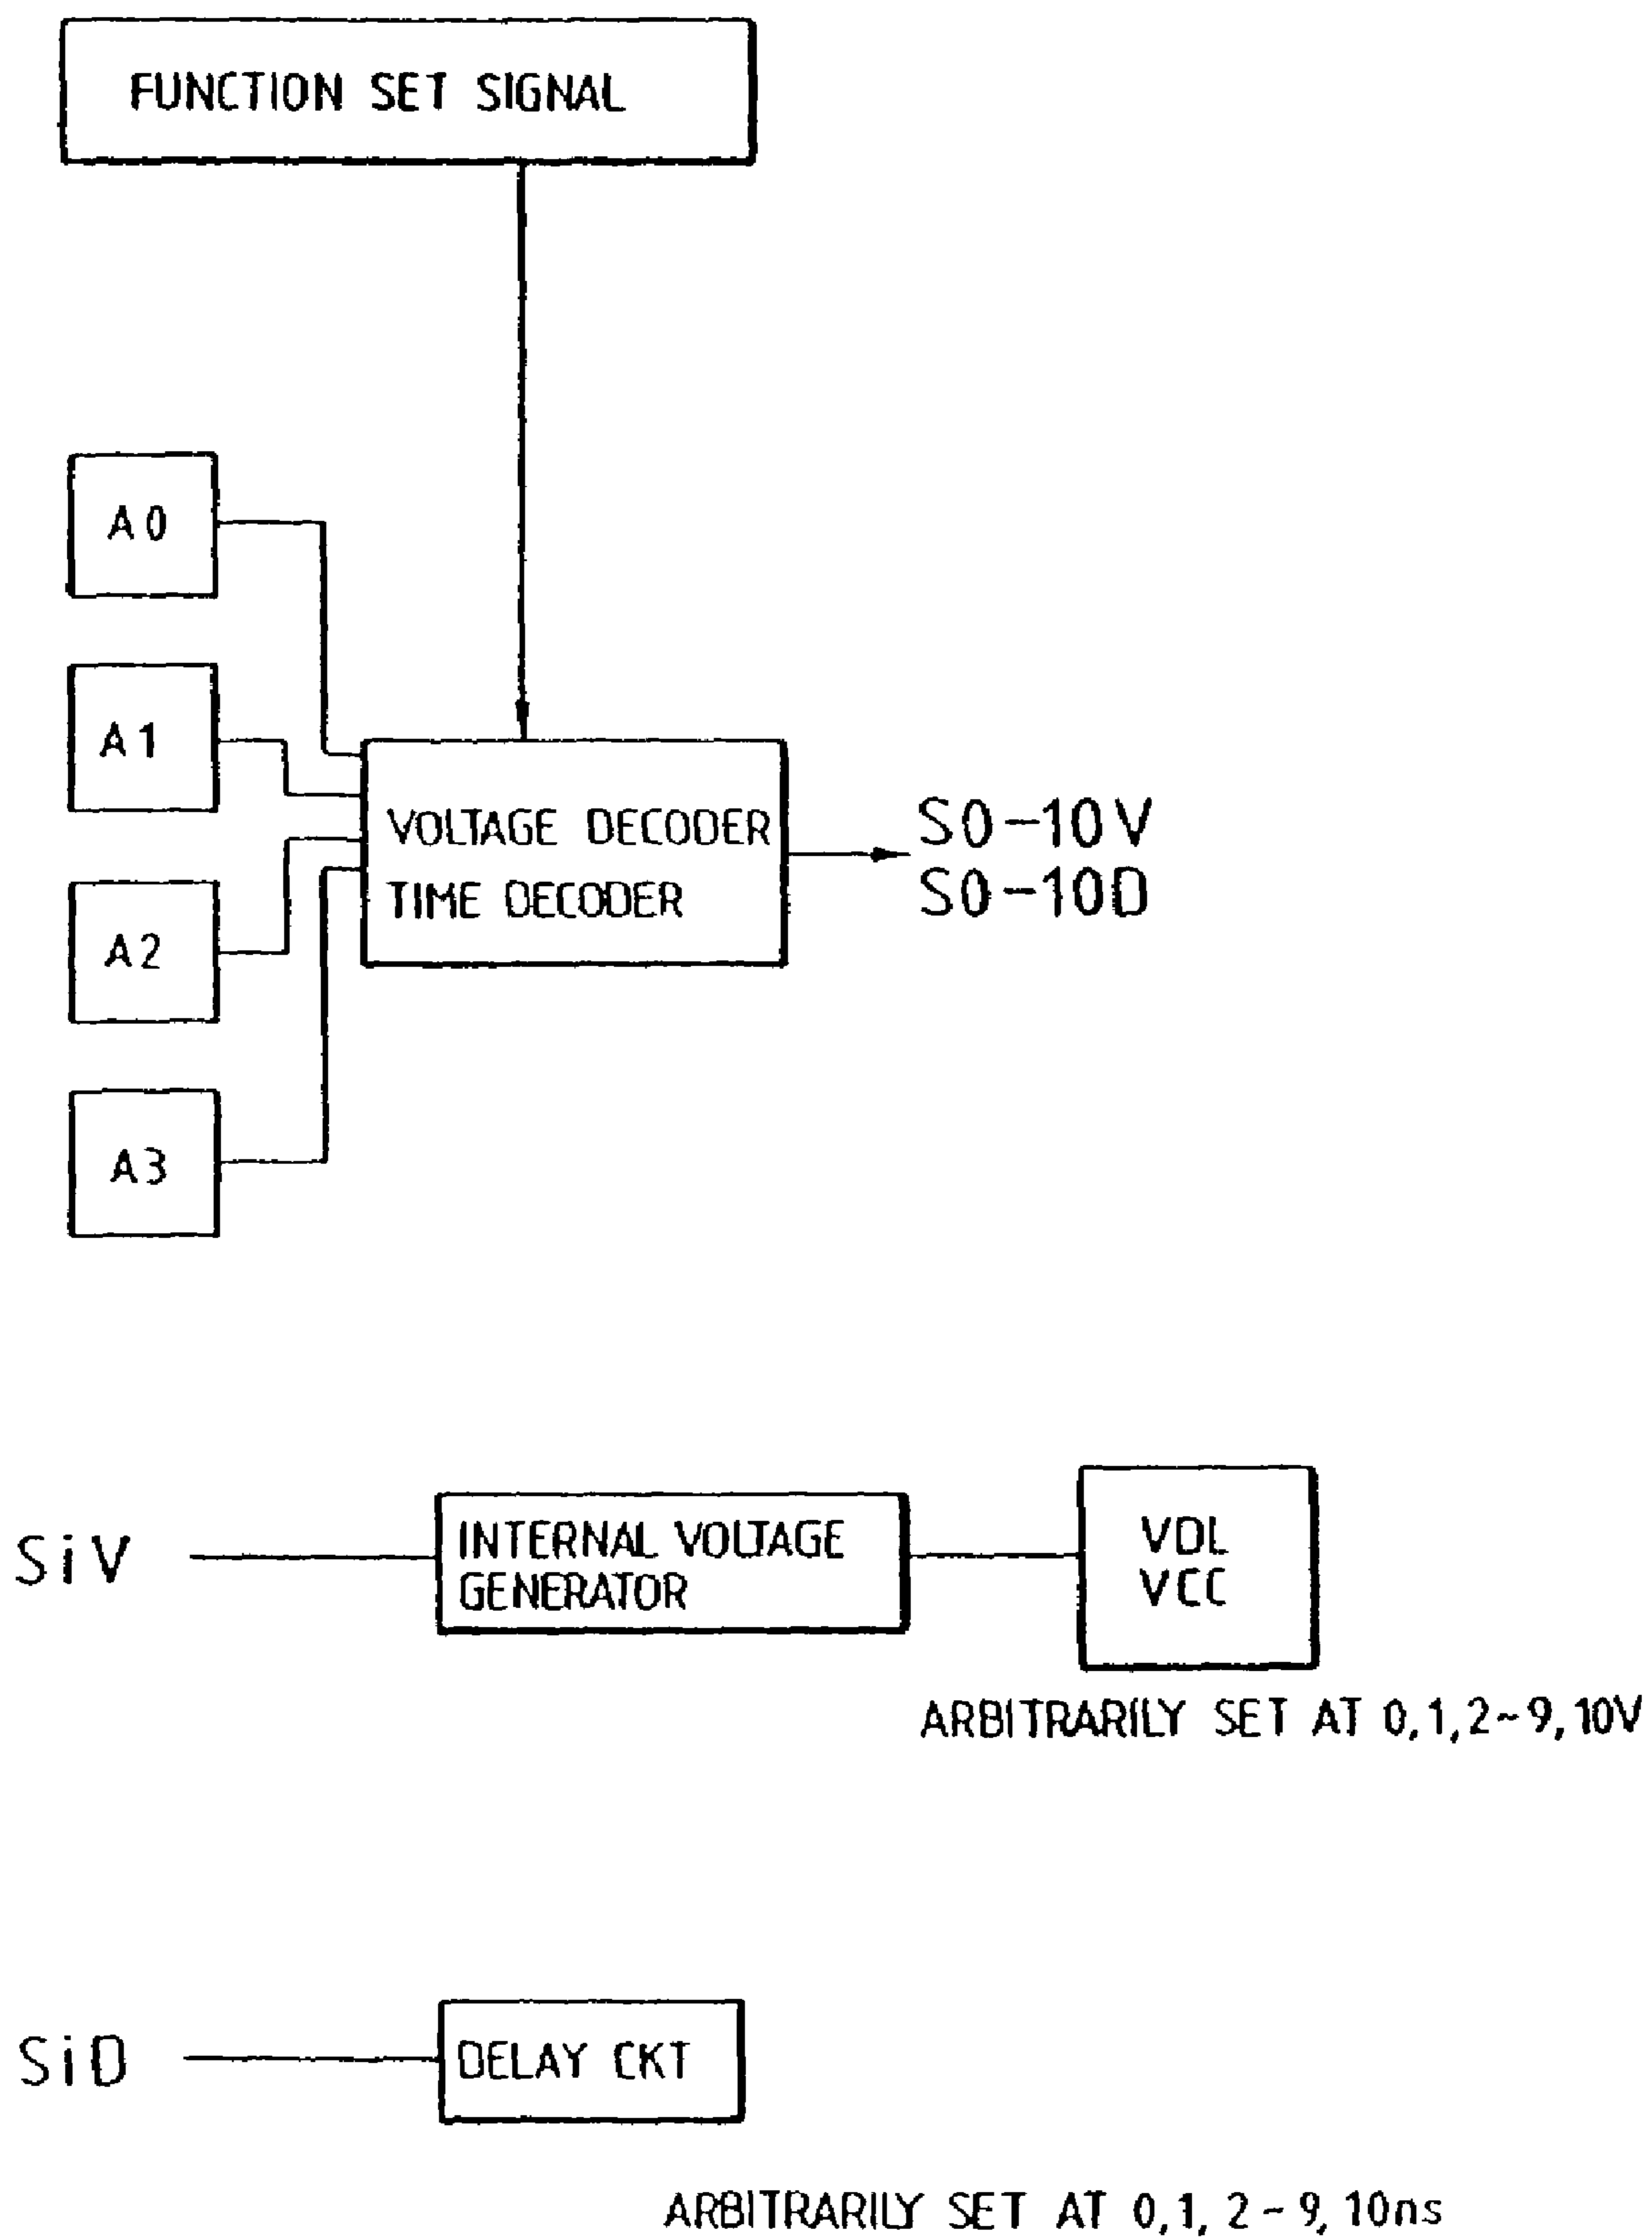 FUNCTION SET SIGNAL
A0
A1
A2
A3
VOLTAGE DECODER
TIME DECODER
S0-10V
S0-10D
SiV
INTERNAL VOLTAGE
GENERATOR
VDL
VCC
ARBITRARILY SET AT 0,1,2~9,10V
SiD
DELAY CKT
ARBITRARILY SET AT 0,1,2~9,10ns